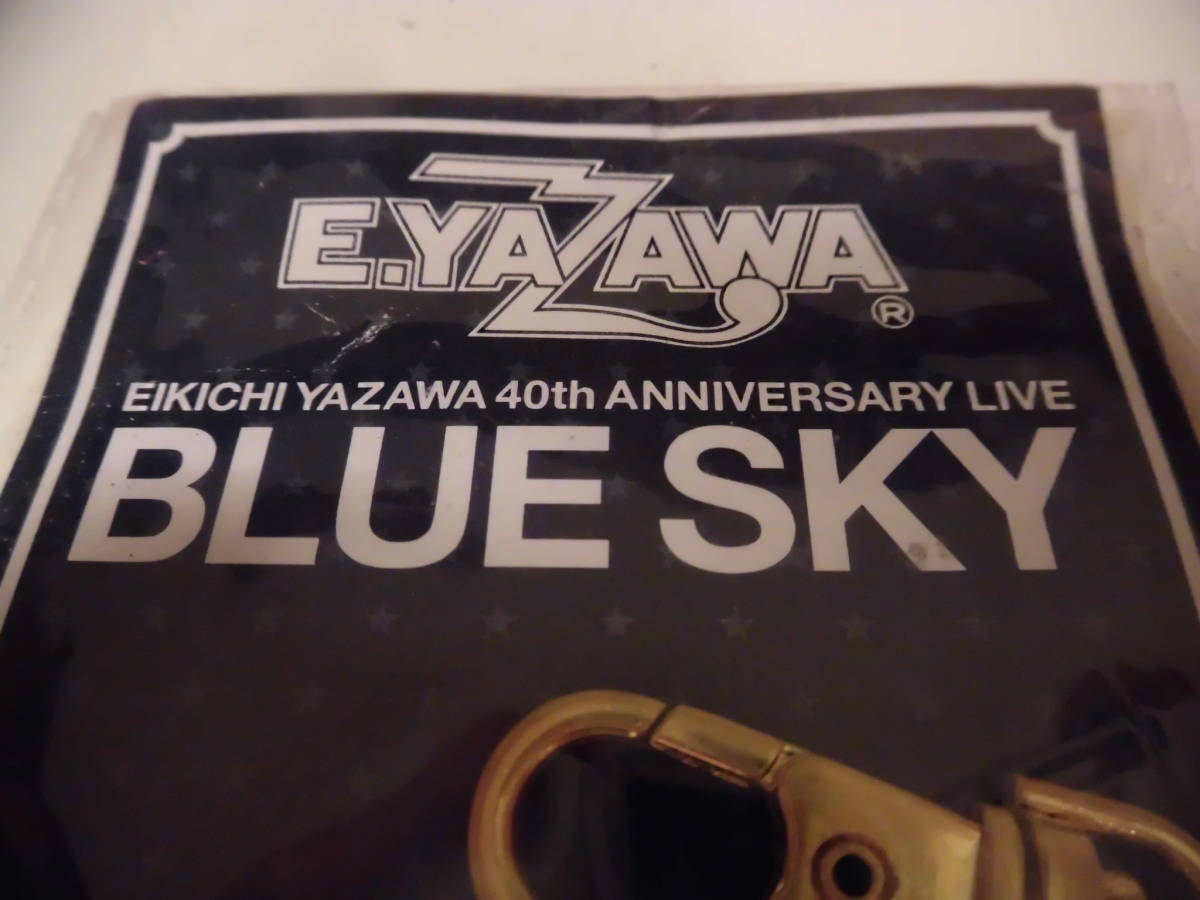 E.YAZAWA ®
EIKICHI YAZAWA 40th ANNIVERSARY LIVE
BLUE SKY